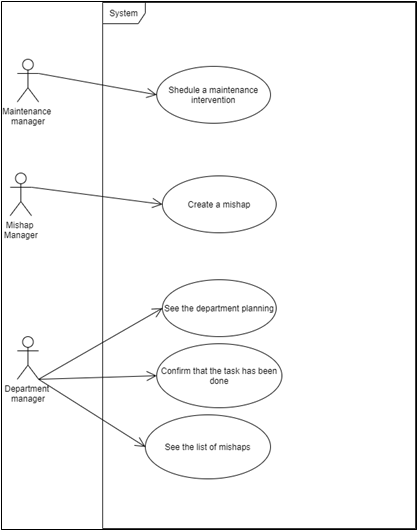 System
Shedule a maintenance
intervention
Maintenance
manager
Create a mishap
Mishap
Manager
See the department planning
Confirm that the task has been
done
Department
manager
See the list of mishaps